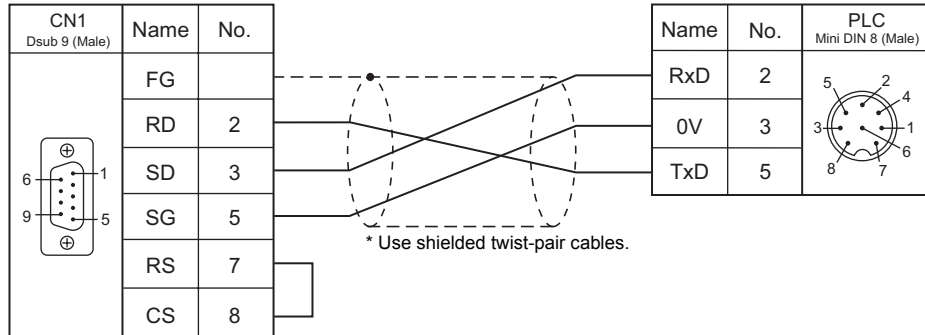 CN1
Dsub 9 (Male)
Name No.
FG
RD 2
SD 3
SG 5
RS 7
CS 8
6 1
9 5
* Use shielded twist-pair cables.
Name No.
RxD 2
0V 3
TxD 5
PLC
Mini DIN 8 (Male)
5 2
4
3 1
6
8 7